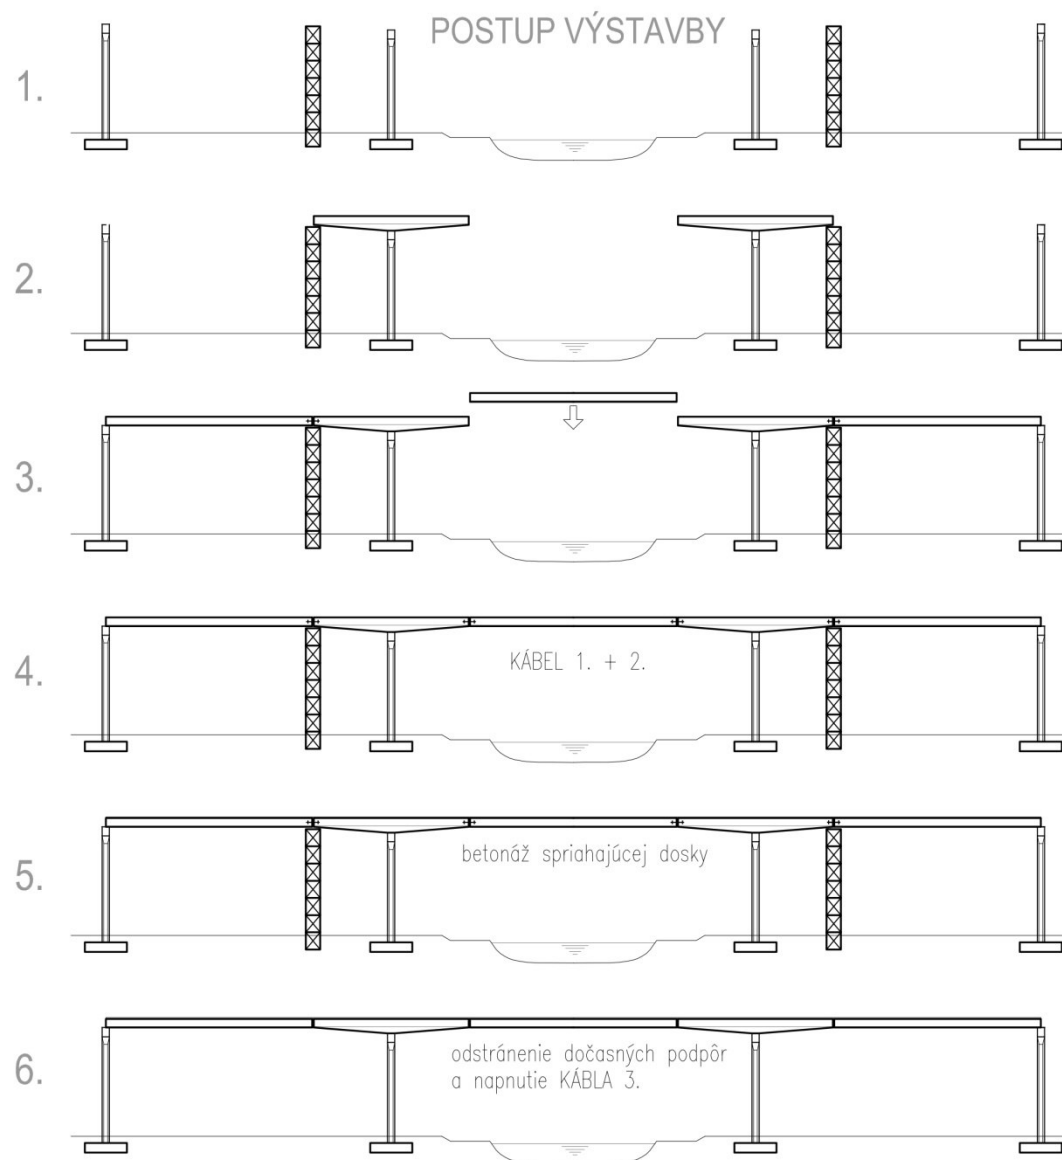 POSTUP VÝSTAVBY
1.
2.
3.
4.
KÁBEL 1. + 2.
5.
betonáž spriahajúcej dosky
6.
odstránenie dočasných podpôr
a napnutie KÁBLA 3.